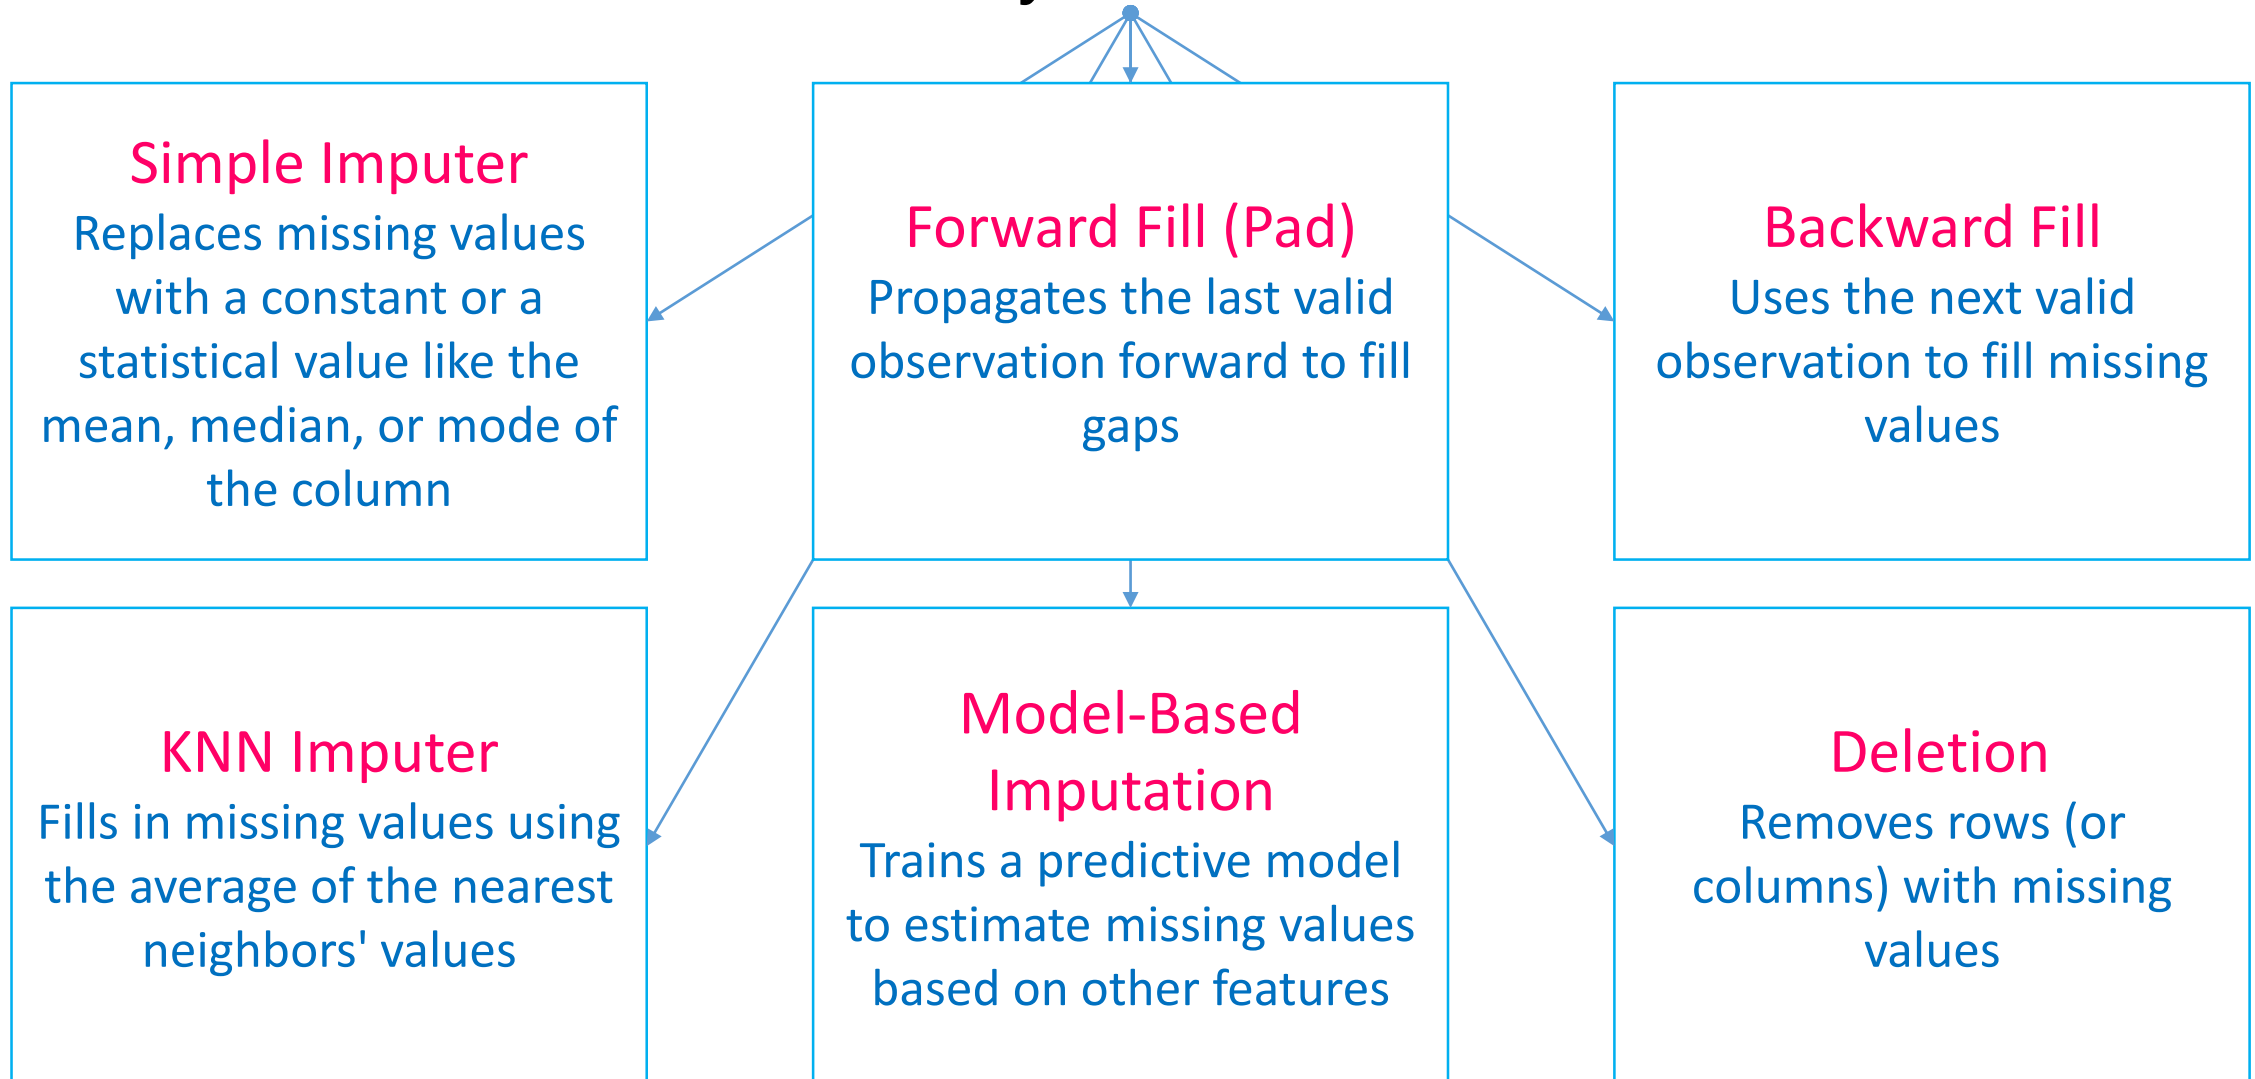 Simple Imputer
Replaces missing values
with a constant or a
statistical value like the
mean, median, or mode of
the column
Forward Fill (Pad)
Propagates the last valid
observation forward to fill
gaps
Backward Fill
Uses the next valid
observation to fill missing
values
KNN Imputer
Fills in missing values using
the average of the nearest
neighbors' values
Model-Based
Imputation
Trains a predictive model
to estimate missing values
based on other features
Deletion
Removes rows (or
columns) with missing
values